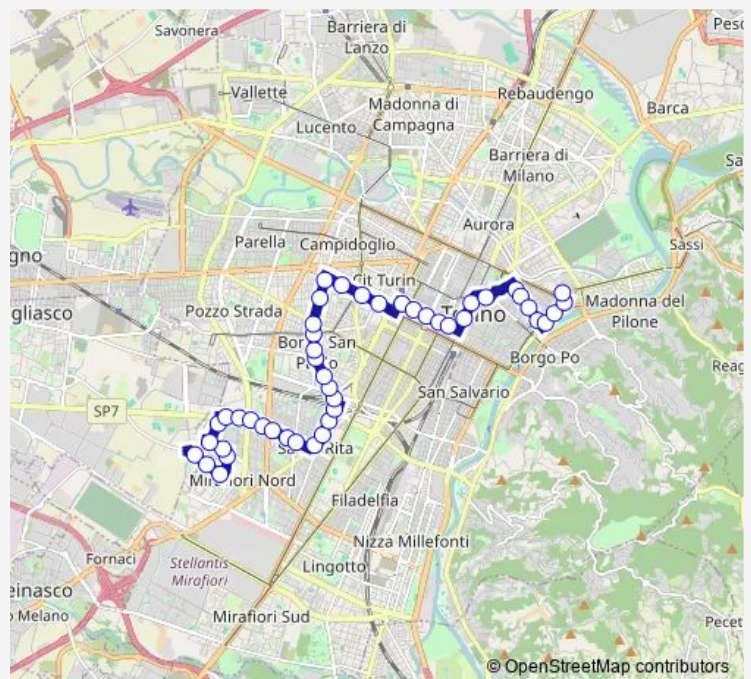 Savonera
Barriera di
Lanzo
Pesc
Vallette
Madonna di
Campagna
Rebaudengo
Barca
Lucento
Barriera di
Milano
Sa
Aurora
Parella
Campidoglio
Sassi
gno
Cit Turin
Madonna del
Pilone
gliasco
Pozzo Strada
Borgo Po
Reag
San Salvario
SP7
Mirafiori Nord
Filadelfia
Nizza Millefonti
Fornaci
Stellantis
Mirafiori
Lingotto
einasco
o Melano
Mirafiori Sud
Pecet
© OpenStreetMap contributors